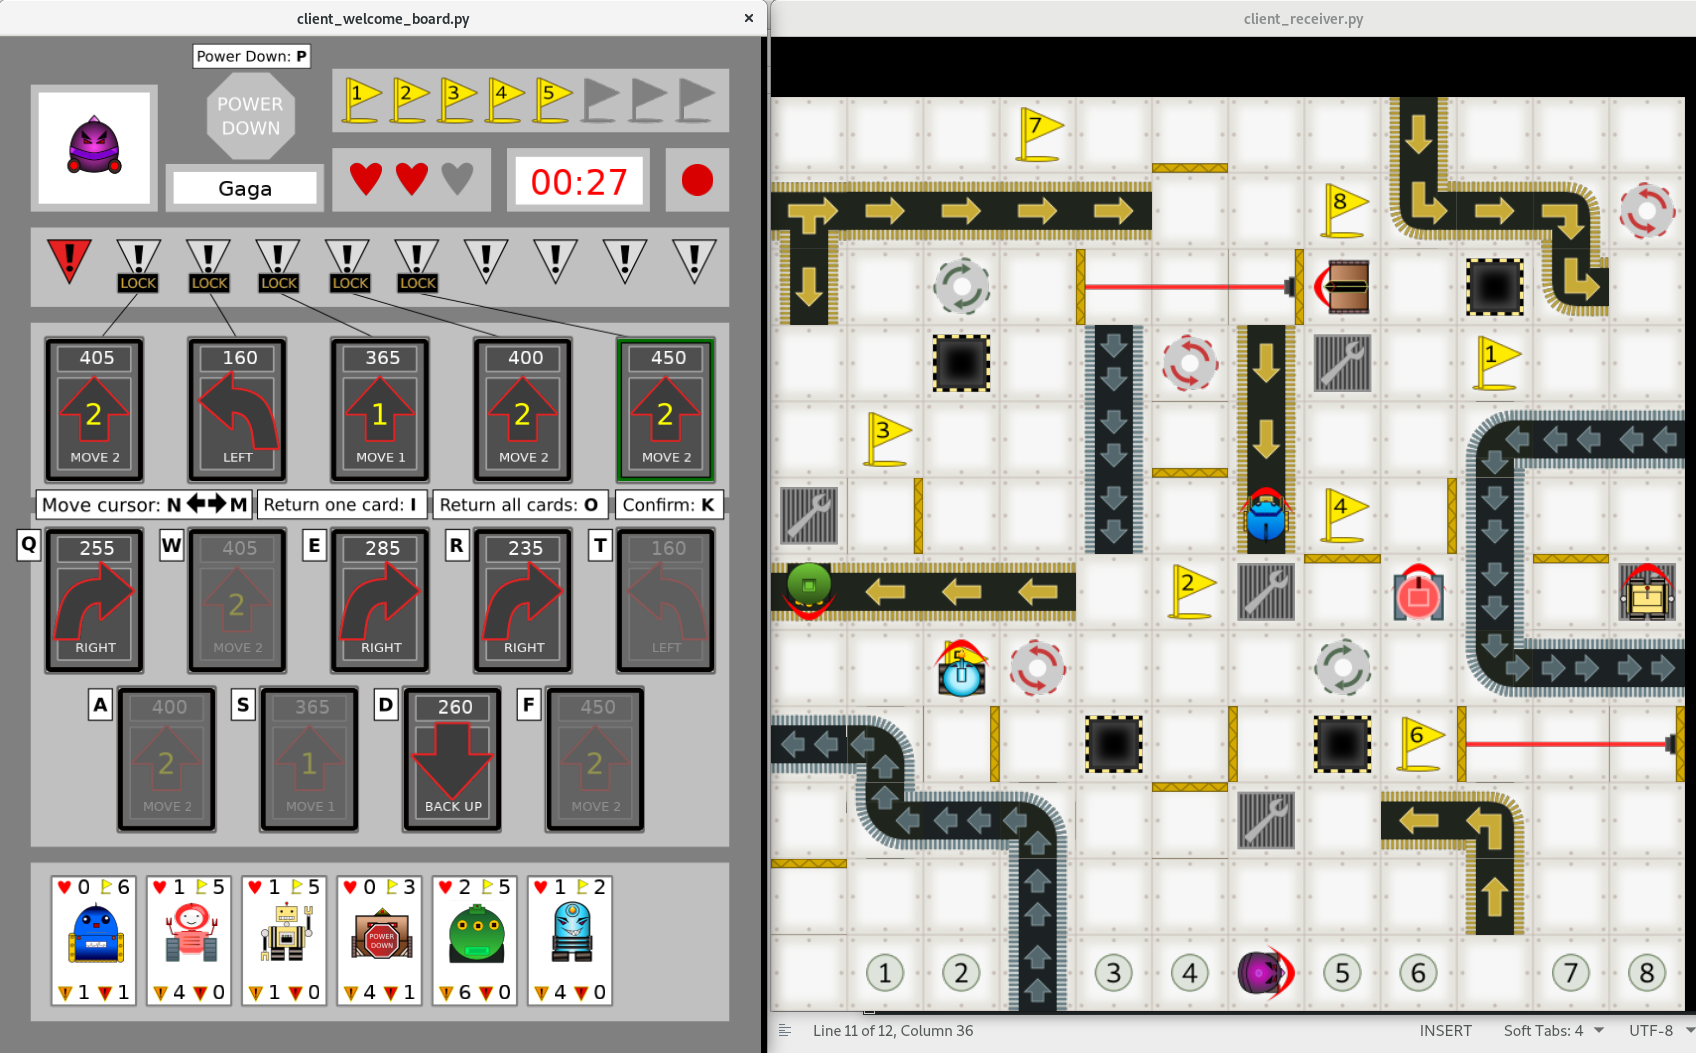 client_welcome_board.py
×
client_receiver.py
Power Down: P
POWER
DOWN
1 2 3 4 5
Gaga
00:27
! ! ! ! ! ! ! ! ! !
LOCK LOCK LOCK LOCK LOCK
405 160 365 400 450
2 1 2 2
MOVE 2 LEFT MOVE 1 MOVE 2 MOVE 2
Move cursor: N M Return one card: I Return all cards: O Confirm: K
Q W E R T
255 405 285 235 160
2
RIGHT MOVE 2 RIGHT RIGHT LEFT
A S D F
400 365 260 450
2 1 2
MOVE 2 MOVE 1 BACK UP MOVE 2
0 6 1 5 1 5 0 3 2 5 1 2
POWER
DOWN
1 1 4 0 1 0 4 1 6 0 4 0
7
8
1
3
4
2
5
6
1 2 3 4 5 6 7 8
Line 11 of 12, Column 36 INSERT Soft Tabs: 4 UTF-8